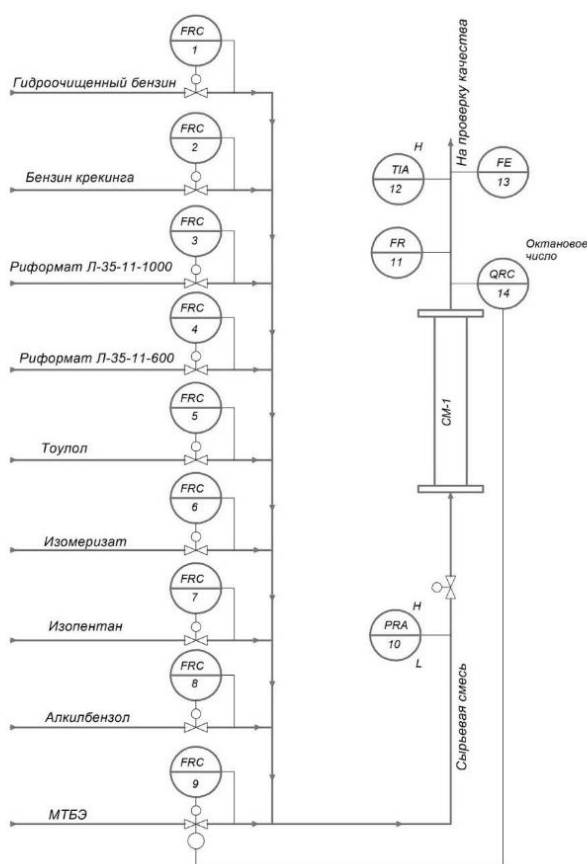 FRC
1
Гидроочищенный бензин
FRC
2
Бензин крекинга
FRC
3
Риформат Л-35-11-1000
FRC
4
Риформат Л-35-11-600
FRC
5
Тоулол
FRC
6
Изомеризат
FRC
7
Изопентан
FRC
8
Алкилбензол
FRC
9
МТБЭ
На проверку качества
H
TIA
12
FE
13
FR
11
Октановое
число
QRC
14
СМ-1
H
PRA
10
L
Сырьевая смесь